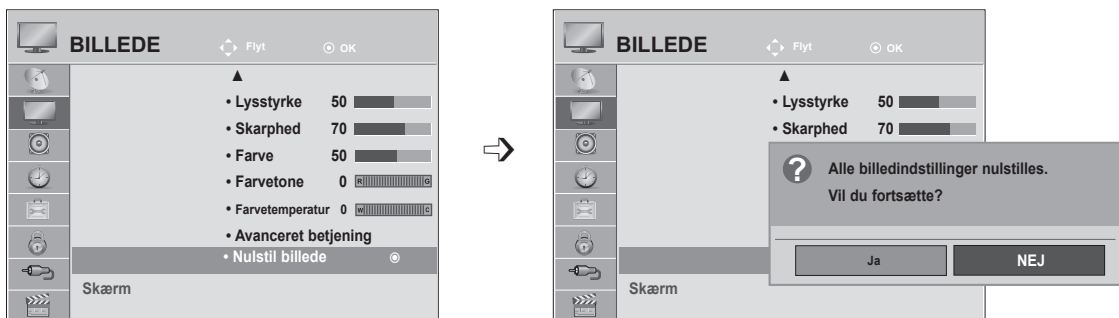 BILLEDE Flyt OK
▲
• Lysstyrke 50
• Skarphed 70
• Farve 50
• Farvetone 0 R G
• Farvetemperatur 0 W C
• Avanceret betjening
• Nulstil billede
Skærm
BILLEDE Flyt OK
▲
• Lysstyrke 50
• Skarphed 70
? Alle billedindstillinger nulstilles.
Vil du fortsætte?
Ja NEJ
Skærm